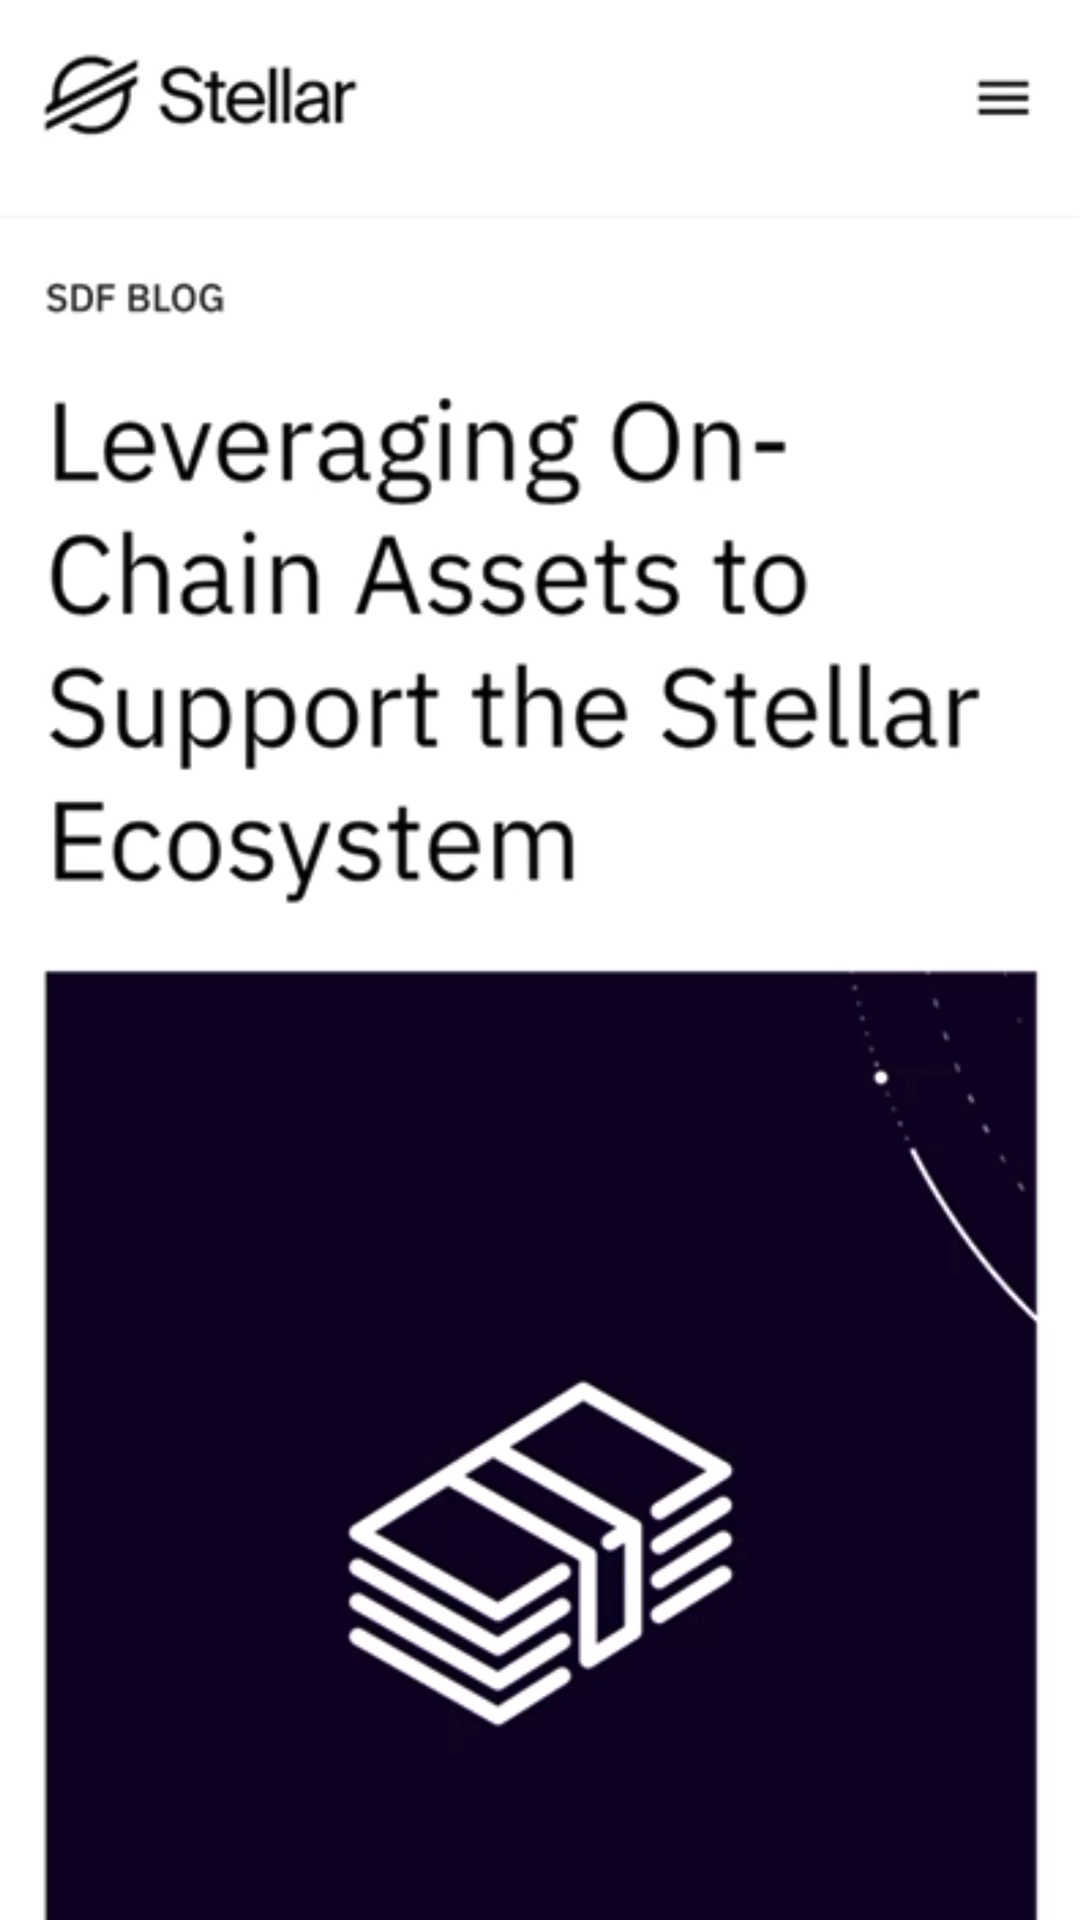 Stellar
SDF BLOG
Leveraging On-
Chain Assets to
Support the Stellar
Ecosystem